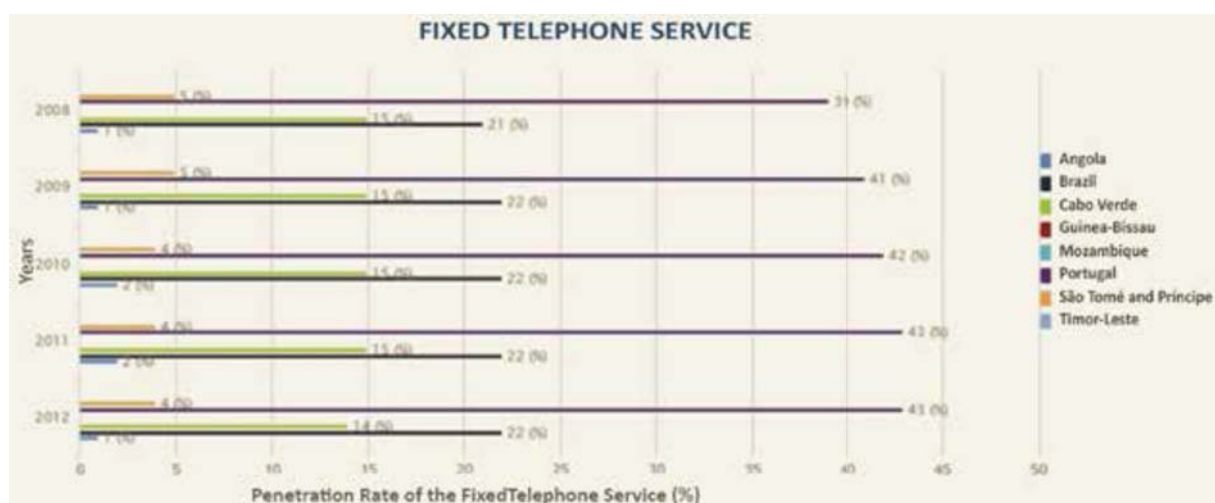 FIXED TELEPHONE SERVICE
2008
5 (%)
39 (%)
15 (%)
21 (%)
1 (%)
2009
5 (%)
41 (%)
15 (%)
22 (%)
1 (%)
2010
4 (%)
42 (%)
15 (%)
22 (%)
2 (%)
2011
4 (%)
43 (%)
15 (%)
22 (%)
2 (%)
2012
4 (%)
43 (%)
14 (%)
22 (%)
1 (%)
Years
0 5 10 15 20 25 30 35 40 45 50
Penetration Rate of the FixedTelephone Service (%)
Angola
Brazil
Cabo Verde
Guinea-Bissau
Mozambique
Portugal
São Tomé and Príncipe
Timor-Leste